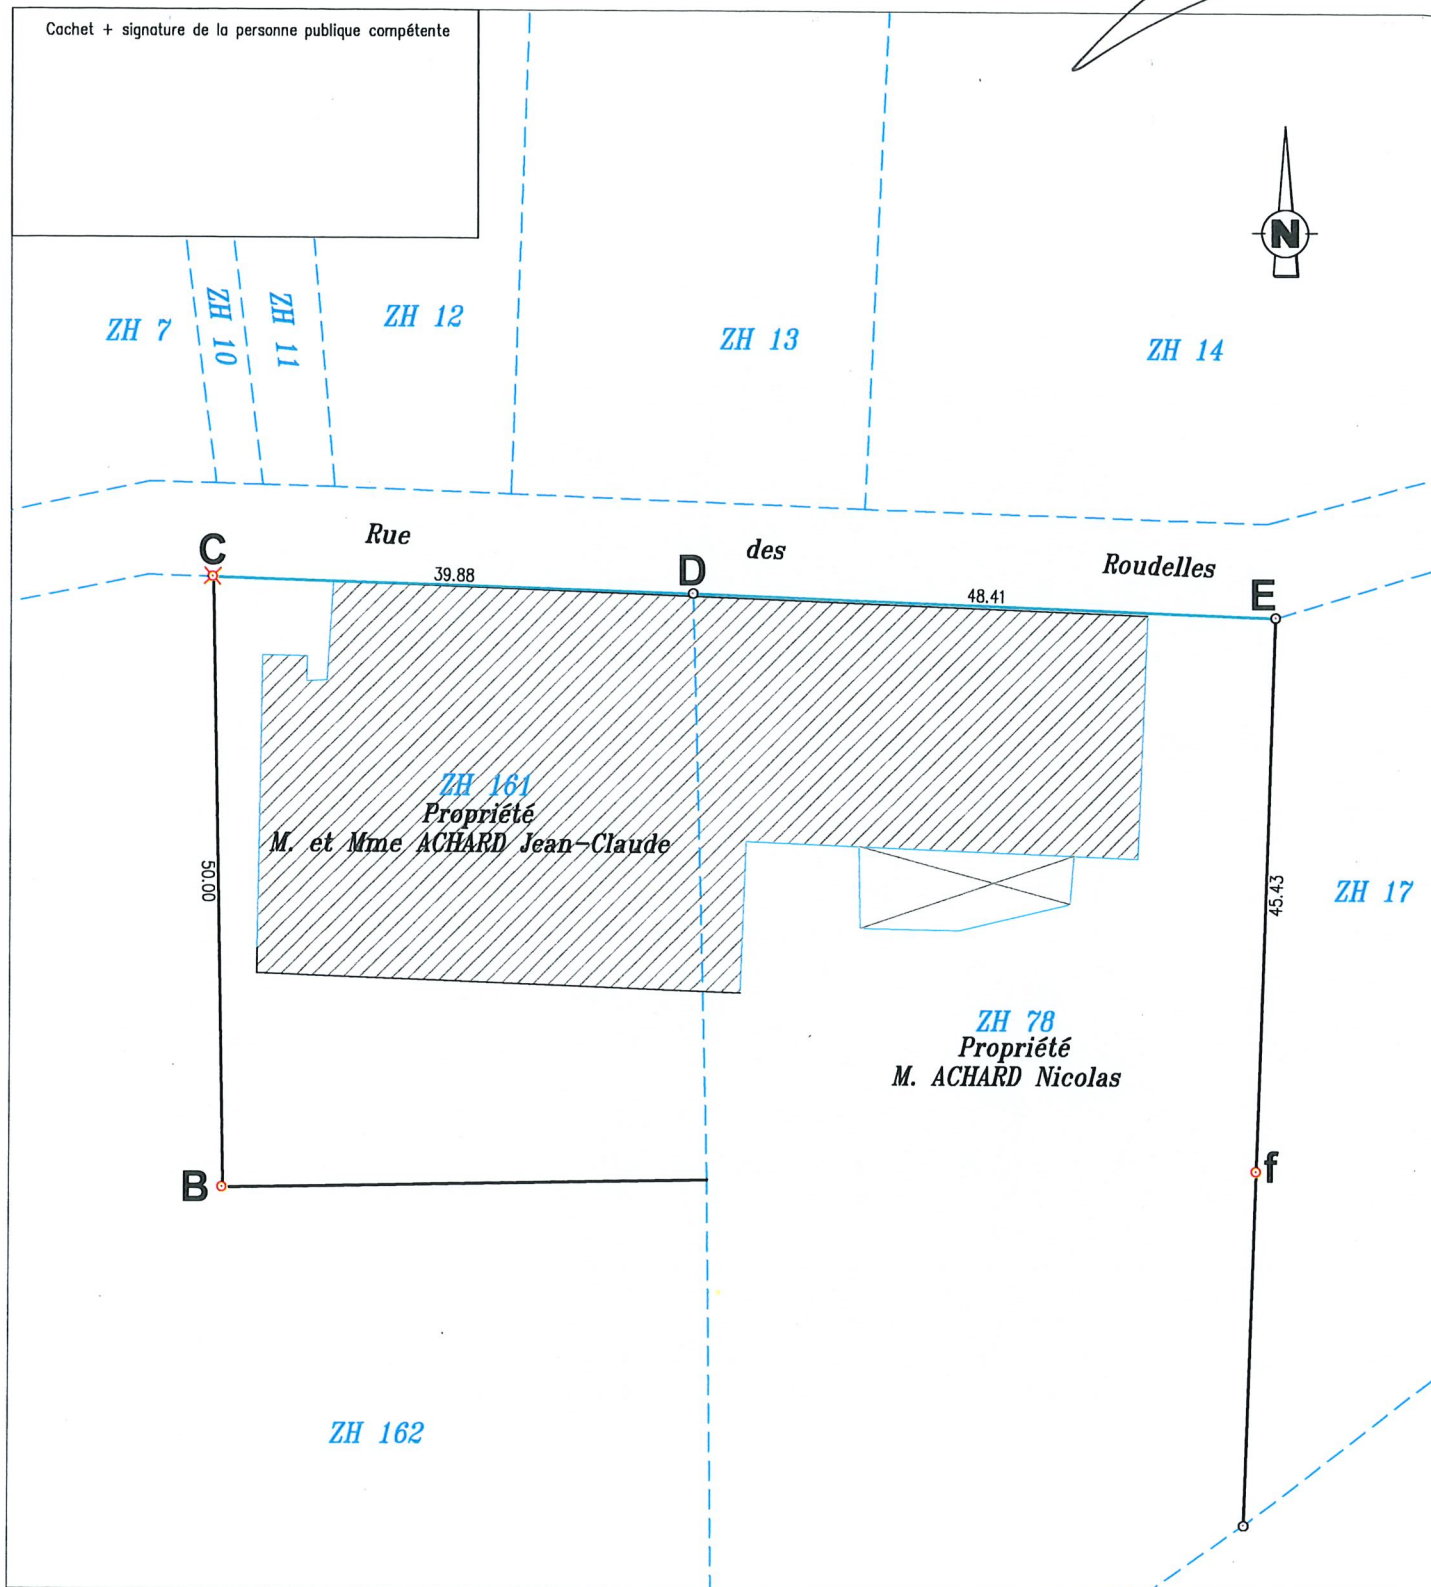 Cachet + signature de la personne publique compétente
N
ZH 7
ZH 10
ZH 11
ZH 12
ZH 13
ZH 14
Rue des Roudelles
C
39.88
D
48.41
E
ZH 161
Propriété
M. et Mme ACHARD Jean-Claude
50.00
45.43
ZH 17
ZH 78
Propriété
M. ACHARD Nicolas
B
f
ZH 162